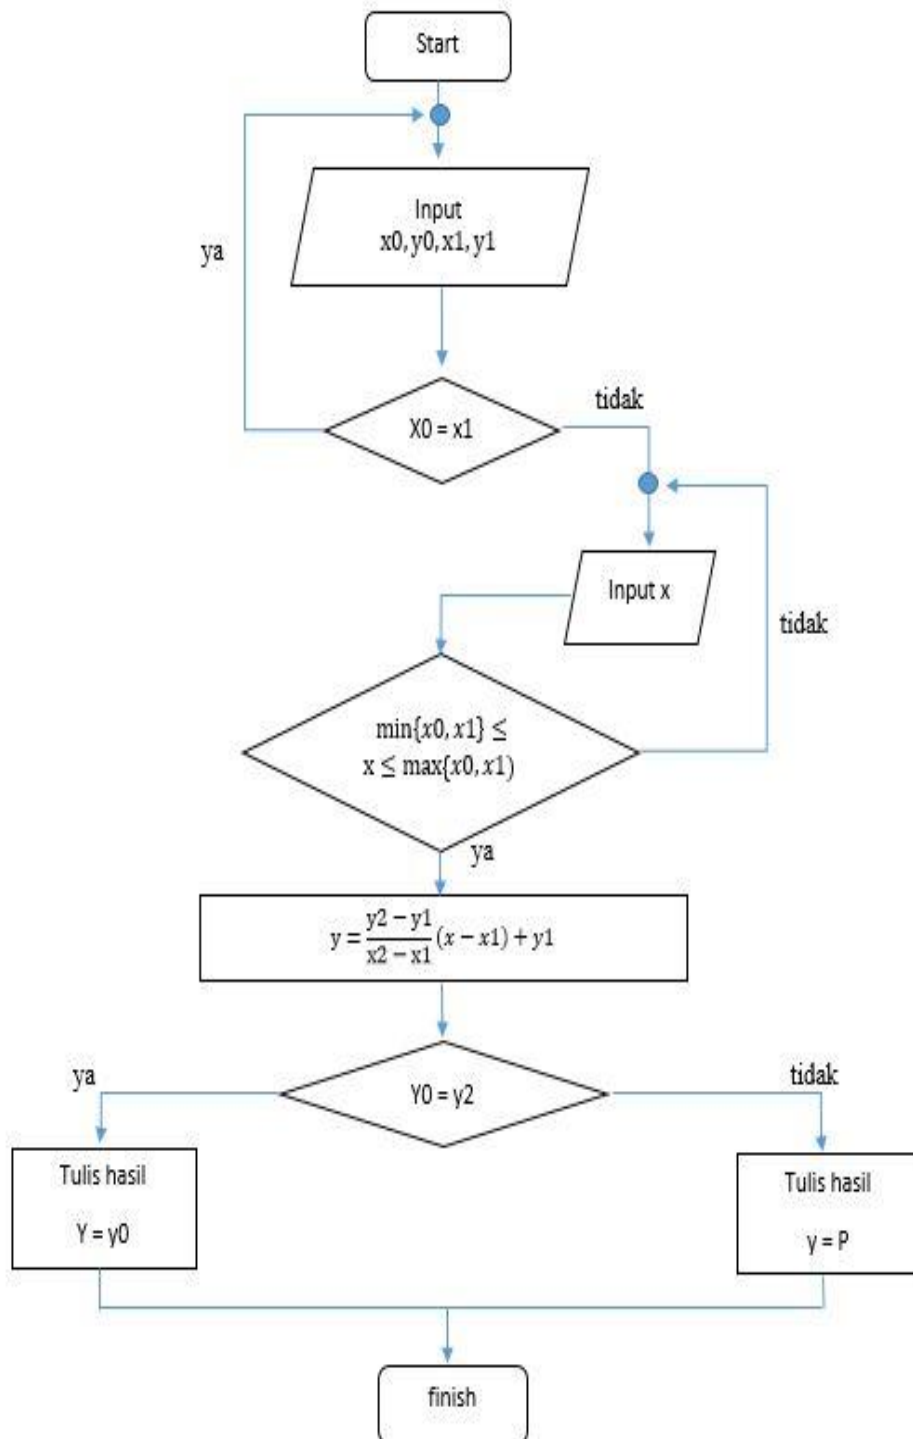 Start
Input
x0, y0, x1, y1
ya
X0 = x1
tidak
Input x
tidak
min{x0, x1} ≤
x ≤ max{x0, x1)
ya
y = \frac{y2 − y1}{x2 − x1} (x − x1) + y1
Y0 = y2
ya
tidak
Tulis hasil
Y = y0
Tulis hasil
y = P
finish